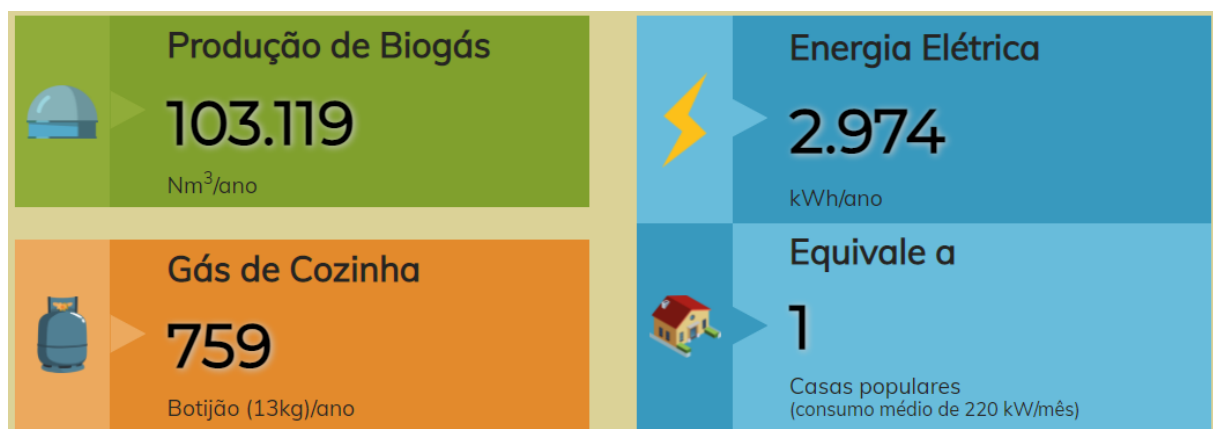 Produção de Biogás
103.119
Nm³/ano
Energia Elétrica
2.974
kWh/ano
Gás de Cozinha
759
Botijão (13kg)/ano
Equivale a
1
Casas populares
(consumo médio de 220 kW/mês)